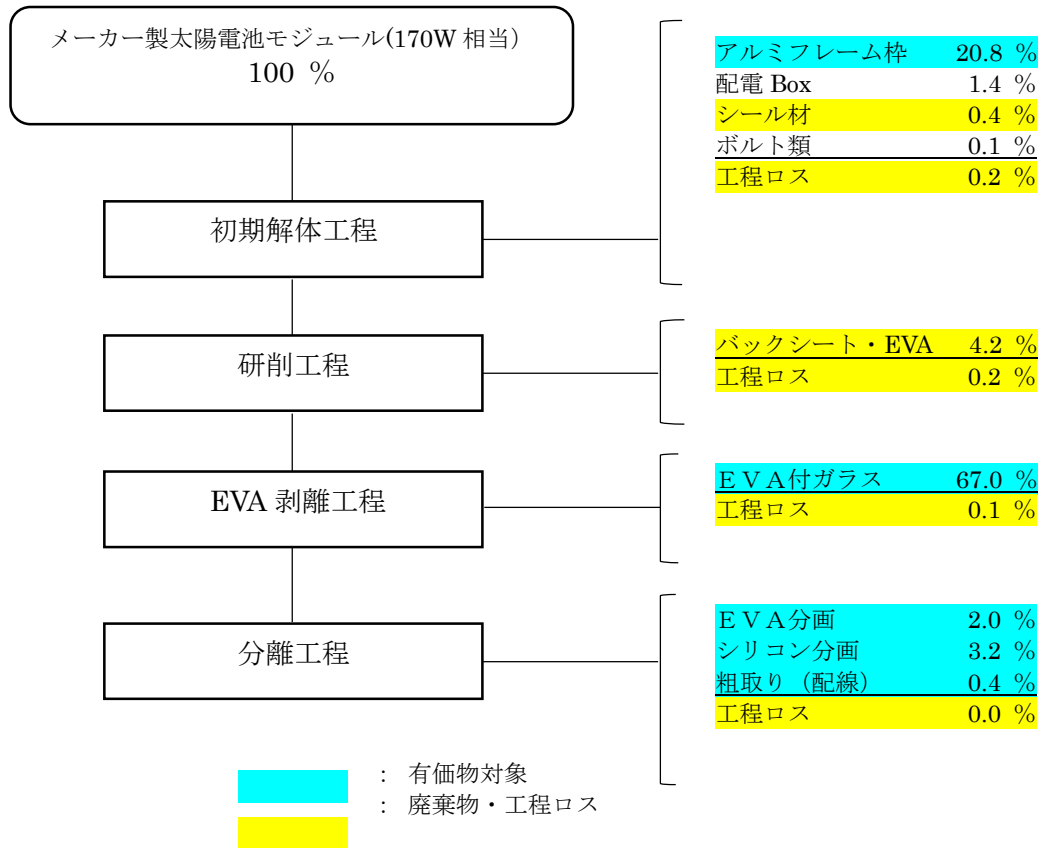 メーカー製太陽電池モジュール(170W 相当）
100 %
アルミフレーム枠 20.8 %
配電 Box 1.4 %
シール材 0.4 %
ボルト類 0.1 %
工程ロス 0.2 %
初期解体工程
研削工程
バックシート・EVA 4.2 %
工程ロス 0.2 %
EVA 剥離工程
ＥＶＡ付ガラス 67.0 %
工程ロス 0.1 %
分離工程
ＥＶＡ分画 2.0 %
シリコン分画 3.2 %
粗取り（配線） 0.4 %
工程ロス 0.0 %
： 有価物対象
： 廃棄物・工程ロス